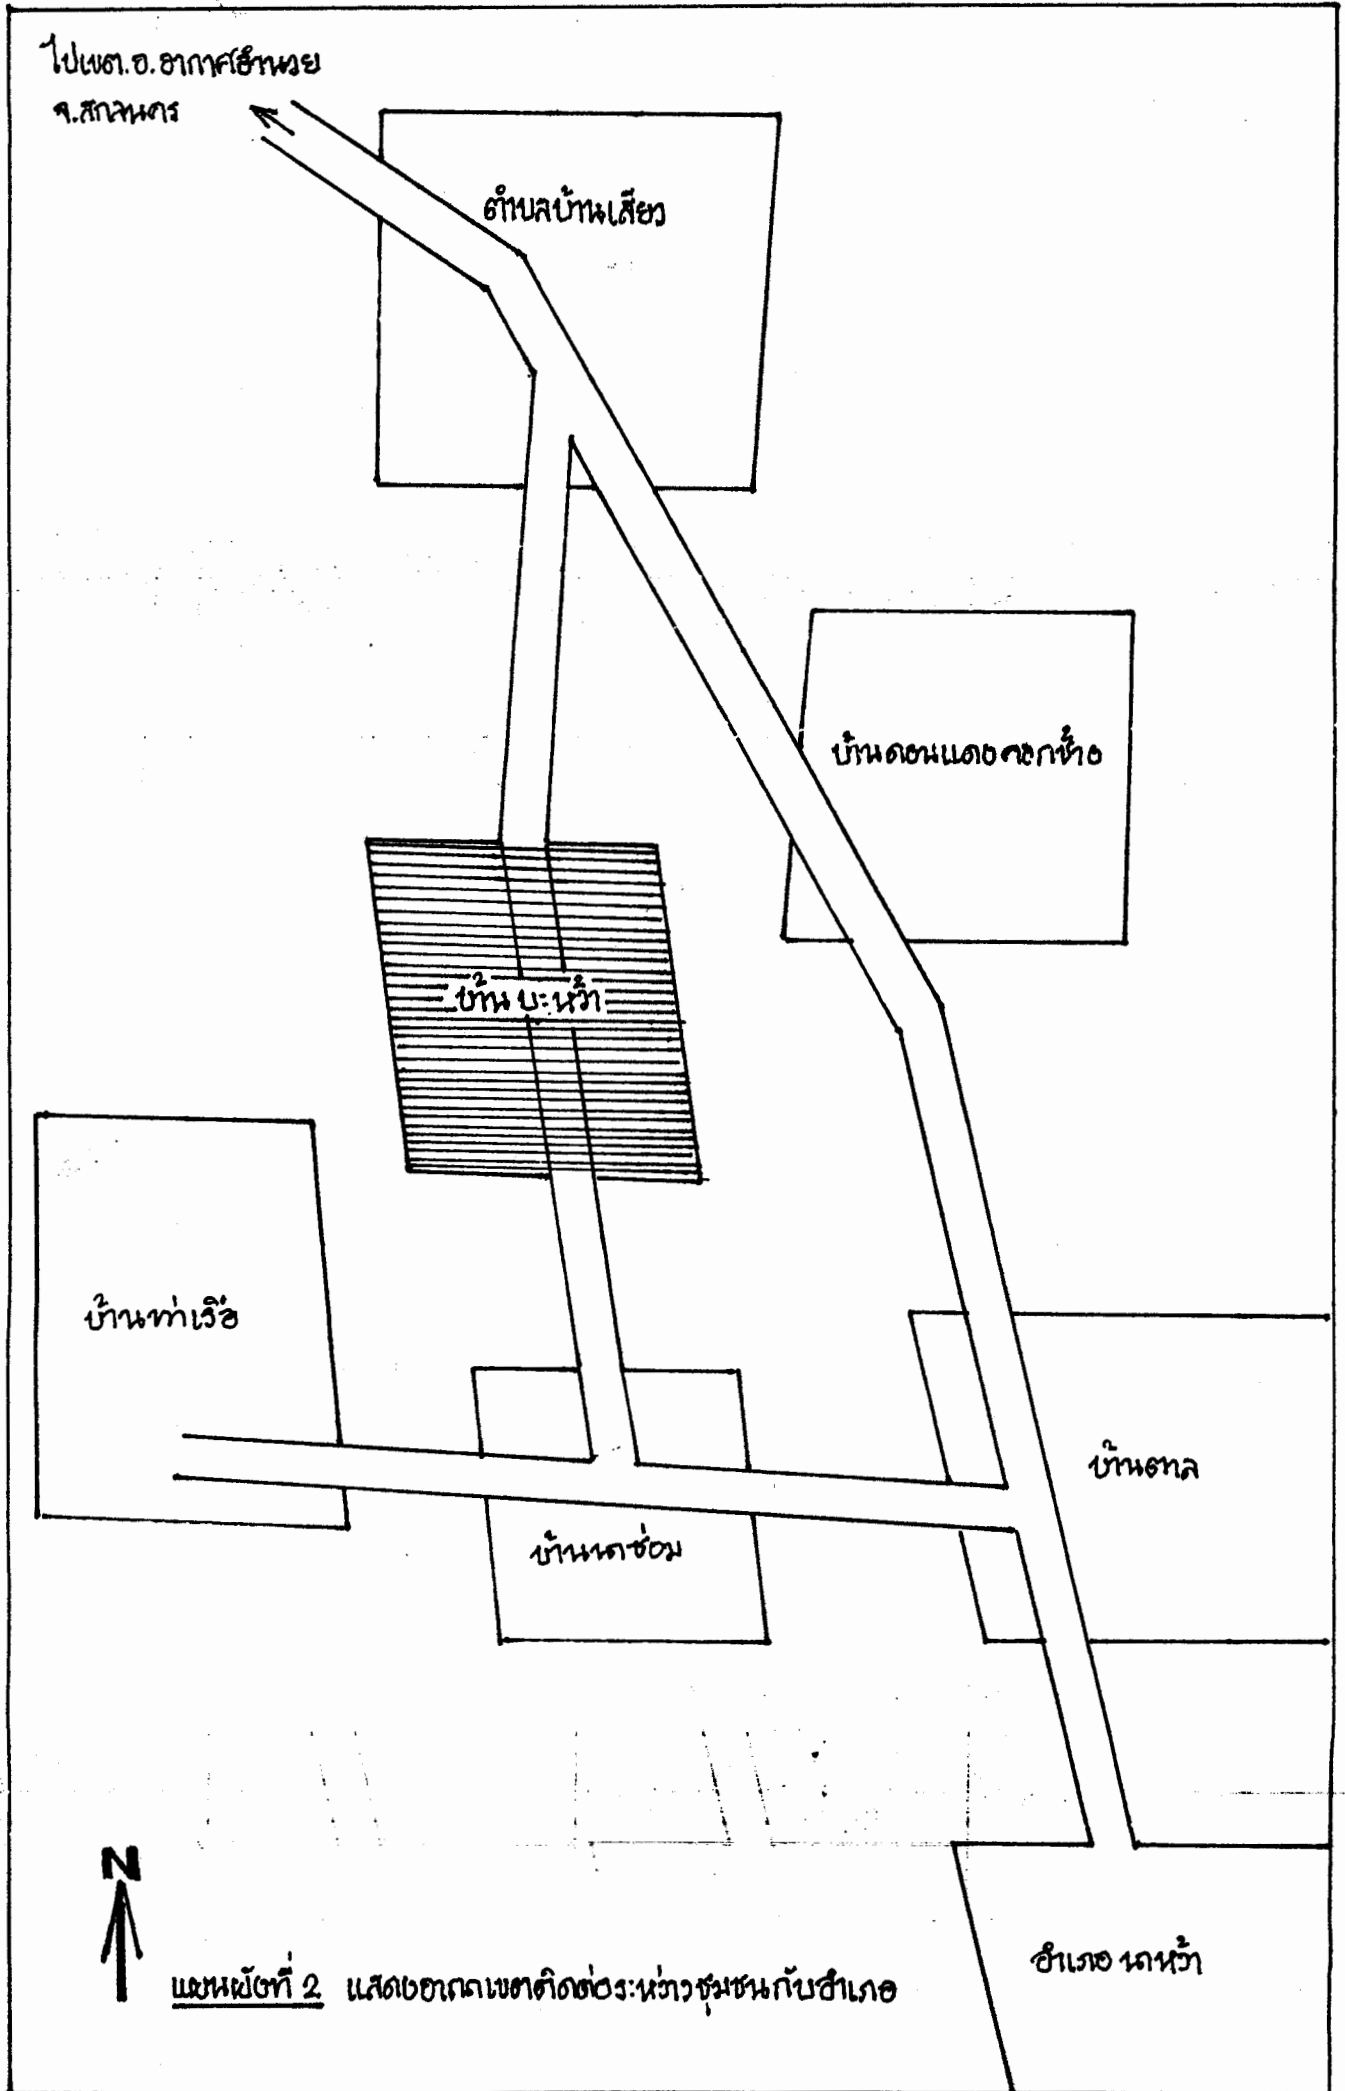 ไปเขต.อ.อากาศอำนวย
จ.สกลนคร
ตำบลบ้านเสียว
บ้านดอนแดงคอกช้าง
บ้านบะหว้า
บ้านท่าเรือ
บ้านตาล
บ้านนาซ่อม
N
อำเภอนาหว้า
แผนผังที่ 2 แสดงอาณาเขตติดต่อระหว่างชุมชนกับอำเภอ